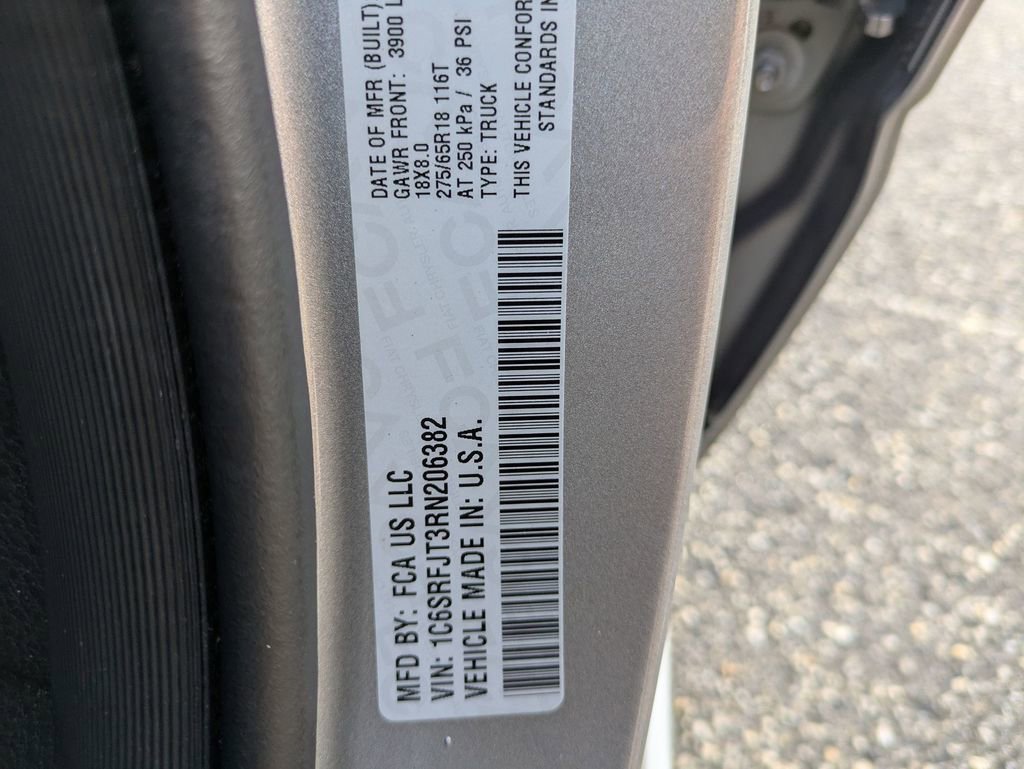 MFD BY: FCA US LLC
VIN: 1C6SRFJT3RN206382
VEHICLE MADE IN: U.S.A.
DATE OF MFR (BUILT)
GAWR FRONT: 3900 L
18X8.0
275/65R18 116T
AT 250 kPa / 36 PSI
TYPE: TRUCK
THIS VEHICLE CONFOR
STANDARDS IN